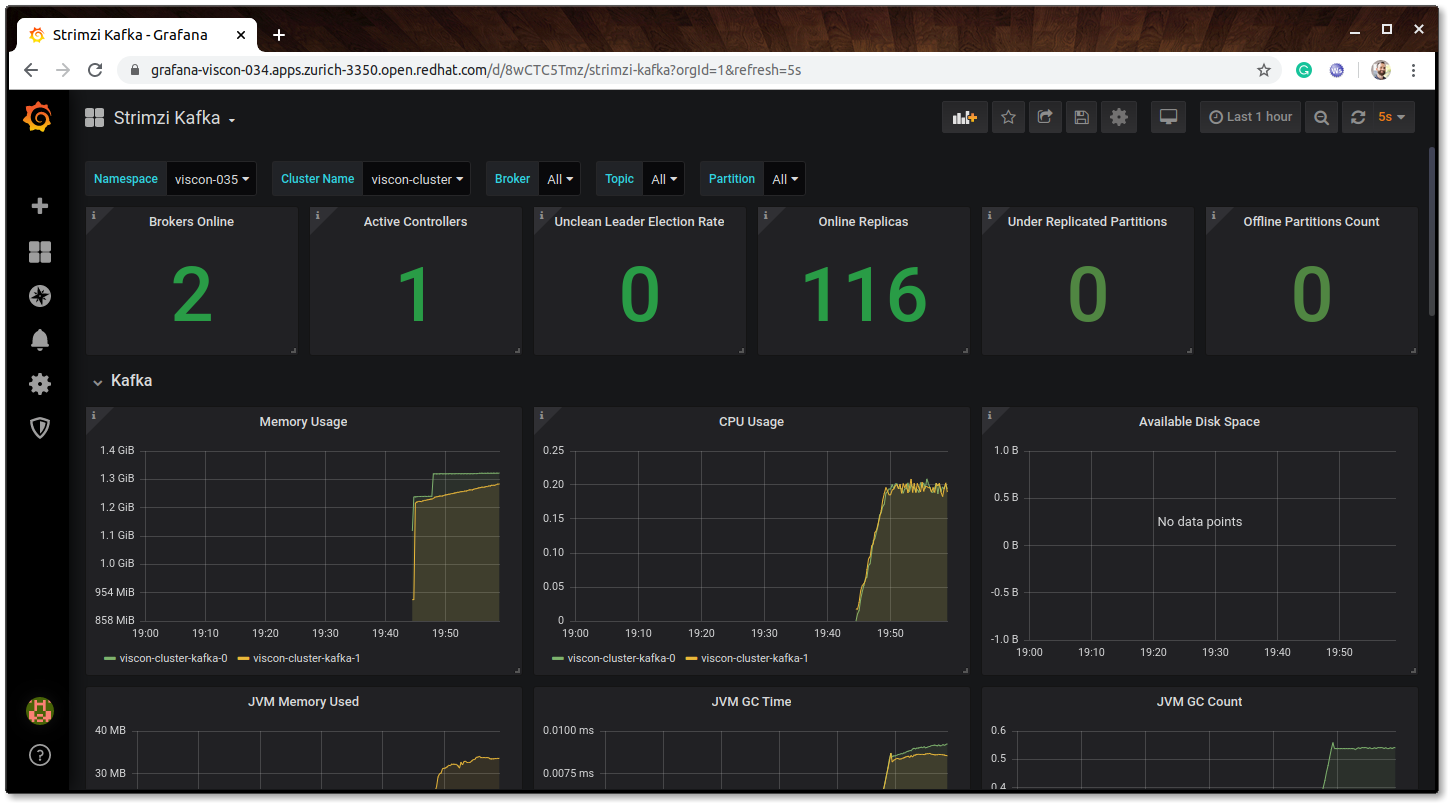 Strimzi Kafka - Grafana
grafana-viscon-034.apps.zurich-3350.open.redhat.com/d/8wCTC5Tmz/strimzi-kafka?orgId=1&refresh=5s
Strimzi Kafka
Last 1 hour
5s
Namespace viscon-035 Cluster Name viscon-cluster Broker All Topic All Partition All
Brokers Online
2
Active Controllers
1
Unclean Leader Election Rate
0
Online Replicas
116
Under Replicated Partitions
0
Offline Partitions Count
0
Kafka
Memory Usage
1.4 GiB
1.3 GiB
1.2 GiB
1.1 GiB
1.0 GiB
954 MiB
858 MiB
19:00 19:10 19:20 19:30 19:40 19:50
viscon-cluster-kafka-0 viscon-cluster-kafka-1
CPU Usage
0.25
0.20
0.15
0.10
0.05
0
19:00 19:10 19:20 19:30 19:40 19:50
viscon-cluster-kafka-0 viscon-cluster-kafka-1
Available Disk Space
1.0 B
0.5 B
No data points
0 B
-0.5 B
-1.0 B
19:00 19:10 19:20 19:30 19:40 19:50
JVM Memory Used
40 MB
30 MB
JVM GC Time
0.0100 ms
0.0075 ms
JVM GC Count
0.6
0.5
0.4